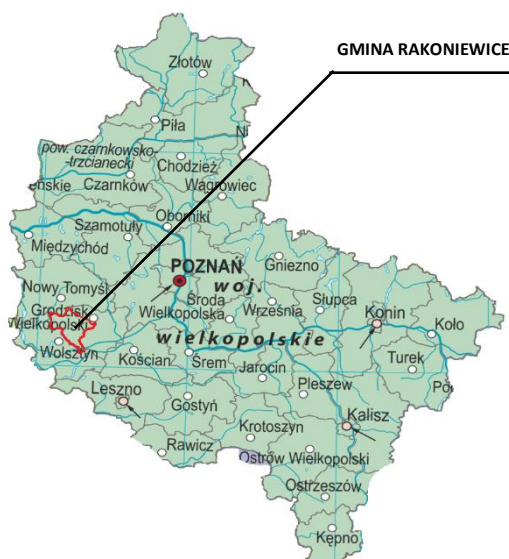 GMINA RAKONIEWICE
Złotów
Piła
pow. czarnkowsko-
-trzcianecki
Chodzież
eńskie
Czarnków
Wągrowiec
Szamotuły
Oborniki
Międzychód
POZNAŃ
Gniezno
woj.
Nowy Tomyśl
Środa
Wielkopolska
Września
Słupca
Konin
Koło
Grodzisk
Wielkopolski
wielkopolskie
Wolsztyn
Kościan
Śrem
Jarocin
Turek
Leszno
Pleszew
Gostyń
Kalisz
Krotoszyn
Rawicz
Ostrów Wielkopolski
Ostrzeszów
Kępno